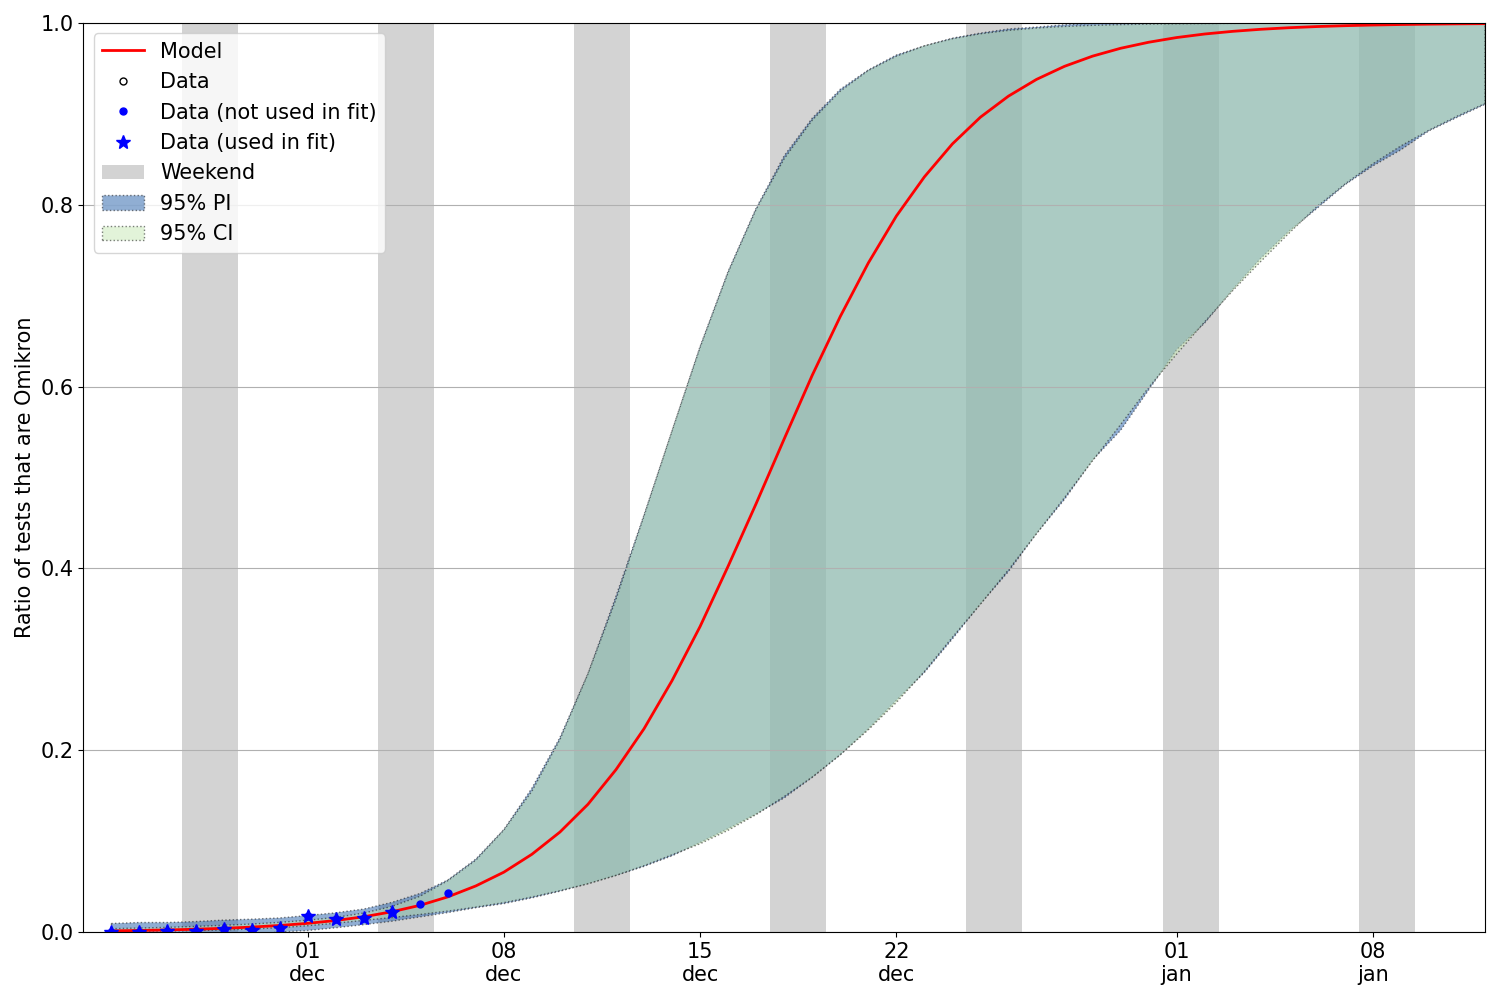 1.0
Model
Data
Data (not used in fit)
Data (used in fit)
Weekend
95% PI
95% CI
0.8
0.6
0.4
0.2
0.0
Ratio of tests that are Omikron
01
dec
08
dec
15
dec
22
dec
01
jan
08
jan